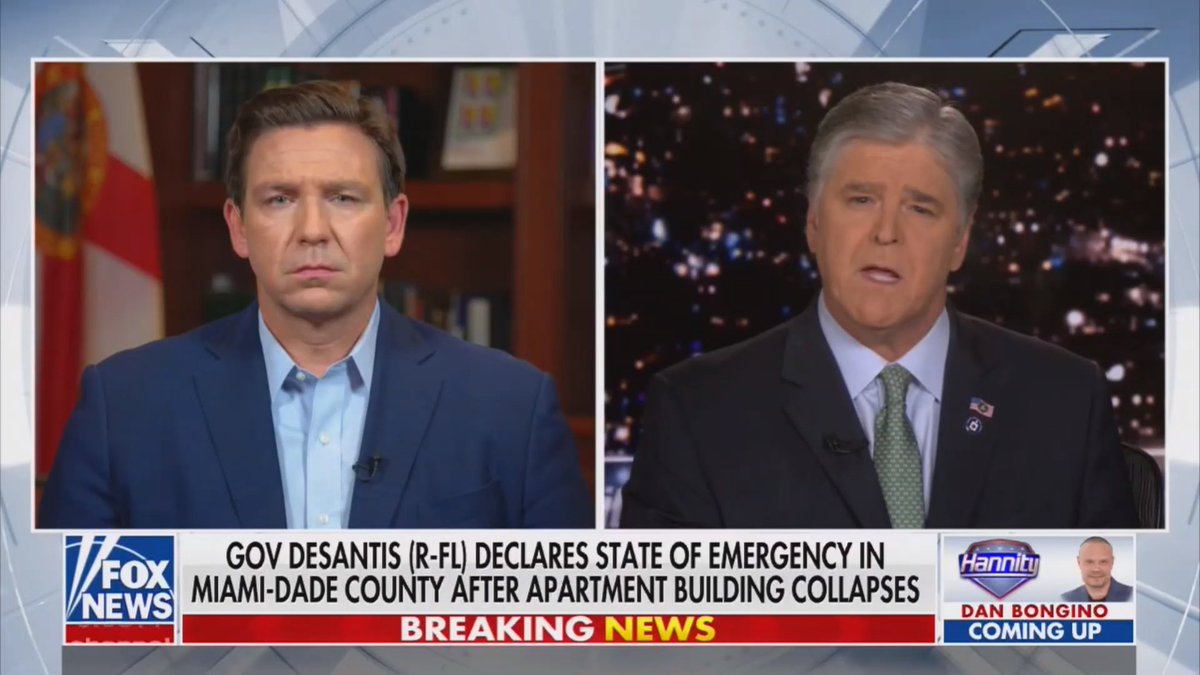 GOV DESANTIS (R-FL) DECLARES STATE OF EMERGENCY IN
MIAMI-DADE COUNTY AFTER APARTMENT BUILDING COLLAPSES
BREAKING NEWS
FOX
NEWS
channel
Hannity
DAN BONGINO
COMING UP